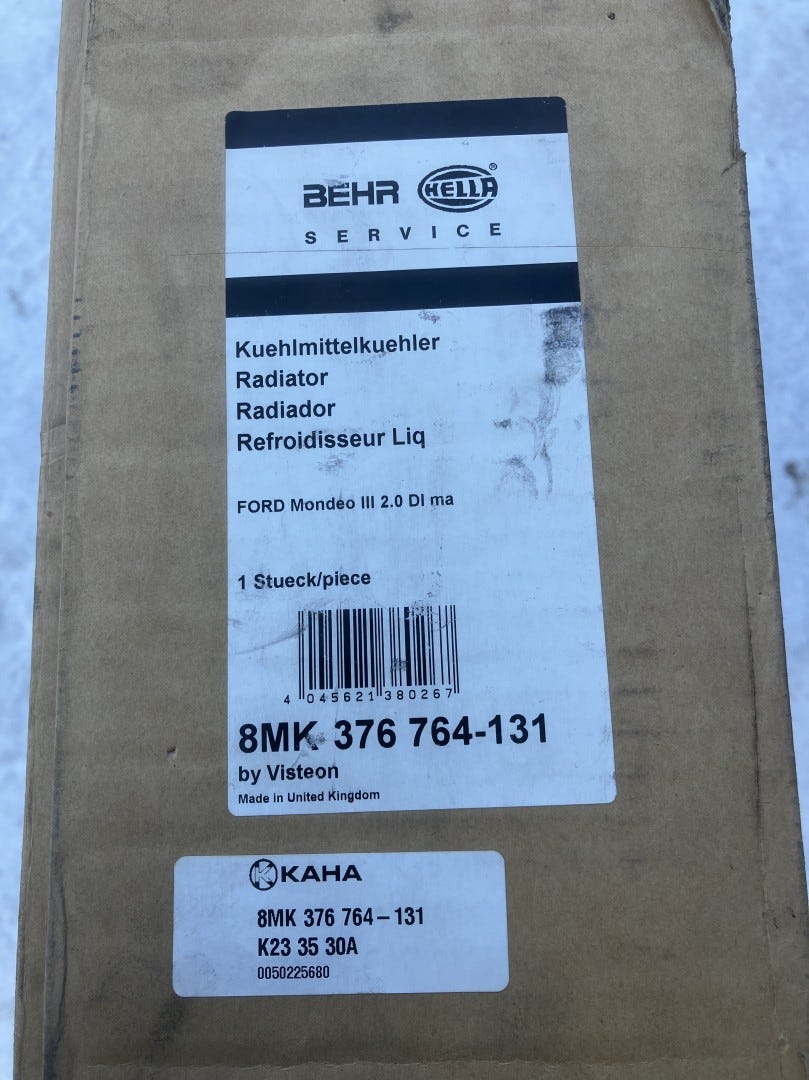 BEHR HELLA®
SERVICE
Kuehlmittelkuehler
Radiator
Radiador
Refroidisseur Liq
FORD Mondeo III 2.0 DI ma
1 Stueck/piece
4 045621 380267
8MK 376 764-131
by Visteon
Made in United Kingdom
KAHA
8MK 376 764-131
K23 35 30A
0050225680